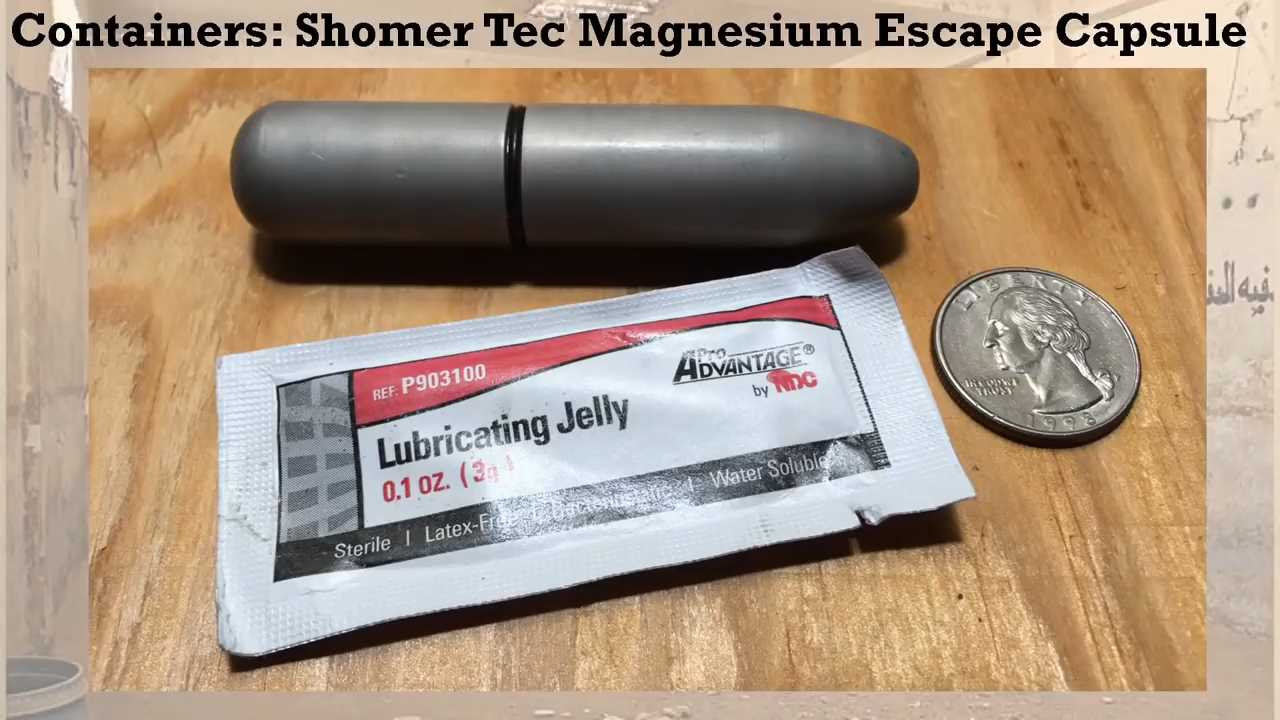 Containers: Shomer Tec Magnesium Escape Capsule
REF: P903100
Pro
ADVANTAGE®
by NDC
Lubricating Jelly
0.1 oz. (3g)
Sterile | Latex-Free | Bacteriostatic | Water Soluble
LIBERTY
IN GOD WE
TRUST
1998